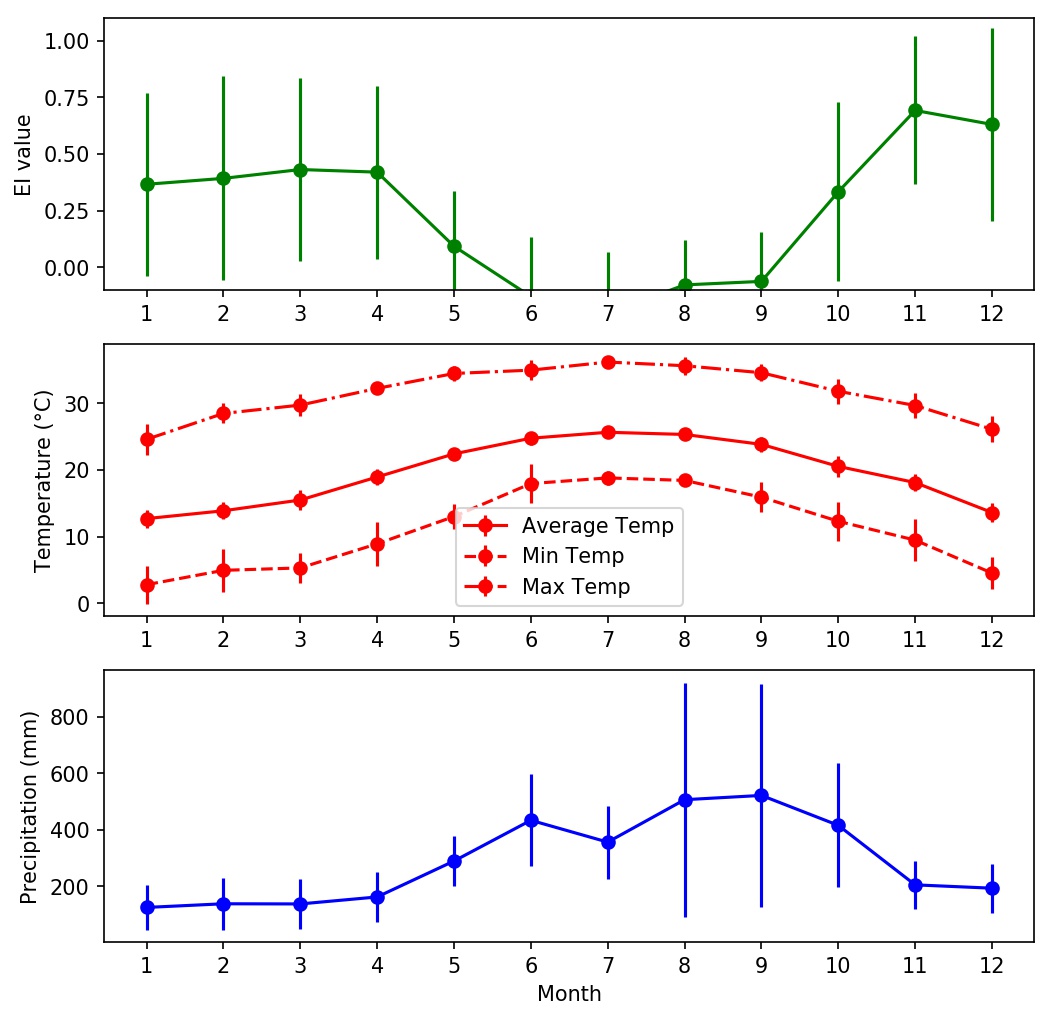 EI value
1.00
0.75
0.50
0.25
0.00
1 2 3 4 5 6 7 8 9 10 11 12
Temperature (°C)
30
20
10
0
Average Temp
Min Temp
Max Temp
1 2 3 4 5 6 7 8 9 10 11 12
Precipitation (mm)
800
600
400
200
1 2 3 4 5 6 7 8 9 10 11 12
Month